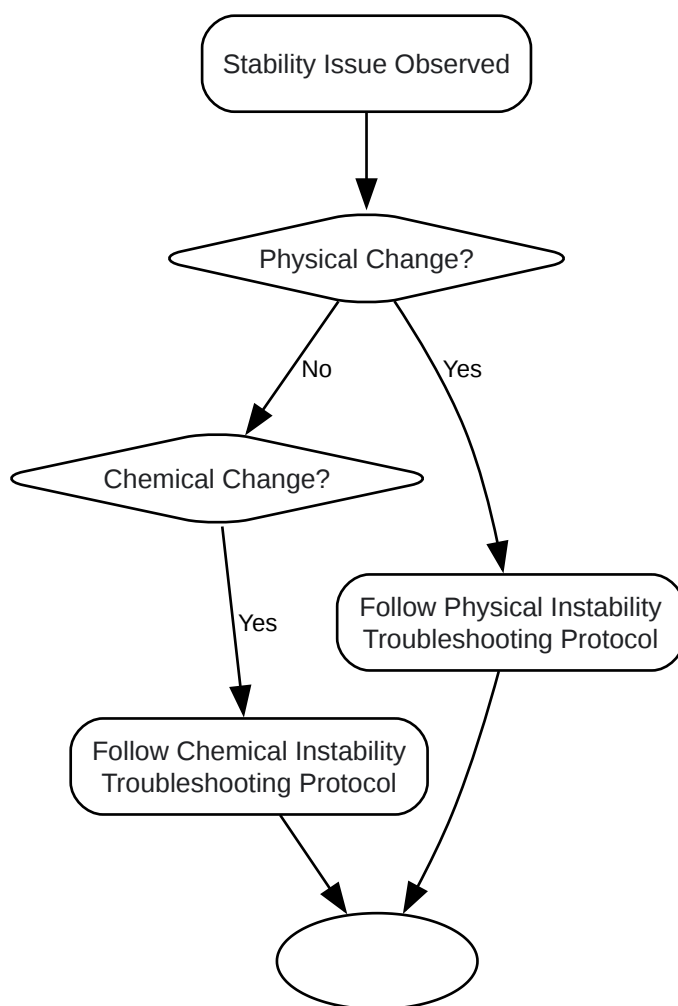 Stability Issue Observed
Physical Change?
No
Yes
Chemical Change?
Yes
Follow Physical Instability
Troubleshooting Protocol
Follow Chemical Instability
Troubleshooting Protocol